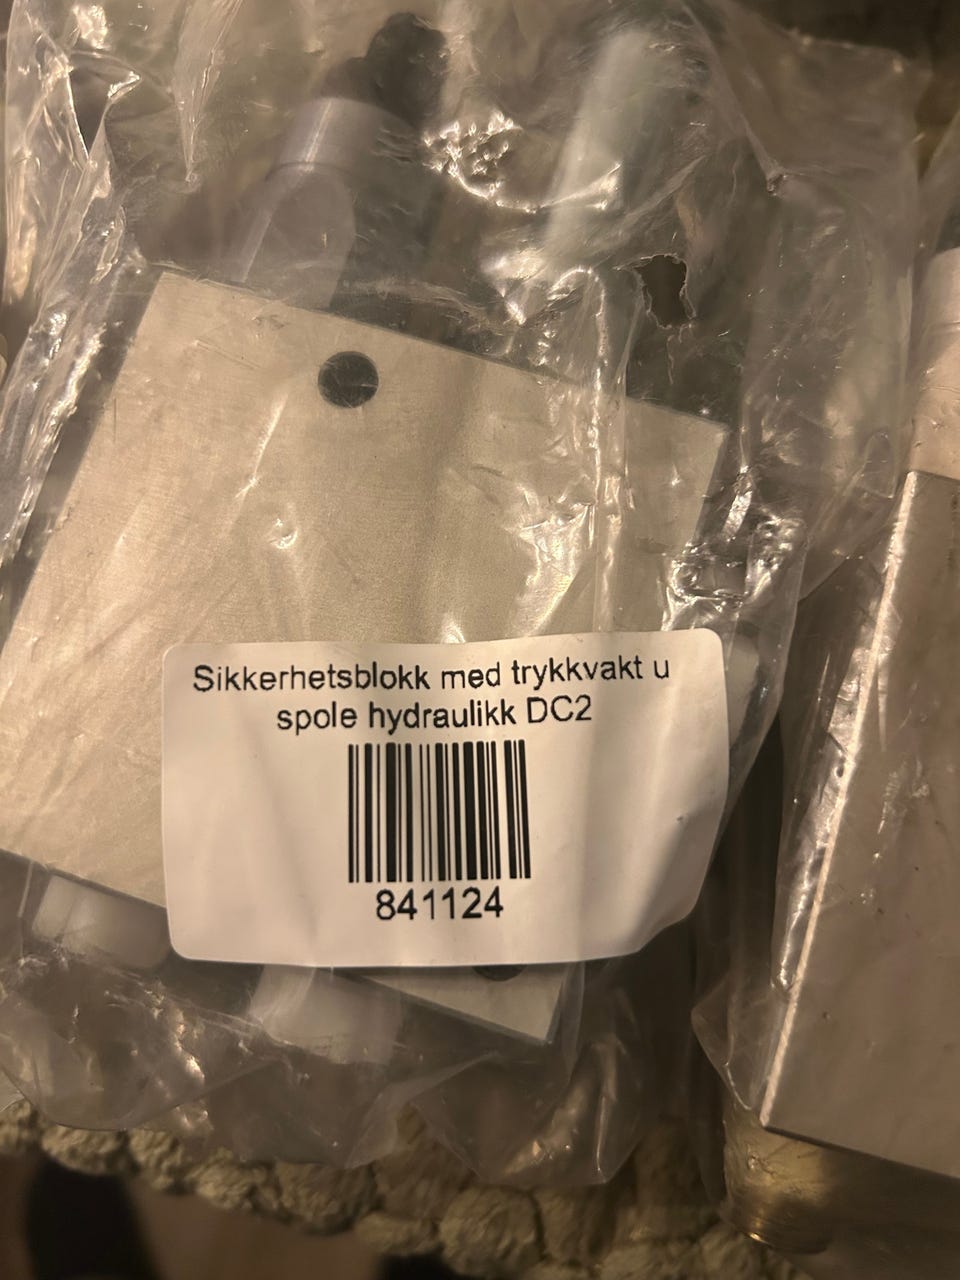 Sikkerhetsblokk med trykkvakt u
spole hydraulikk DC2
841124